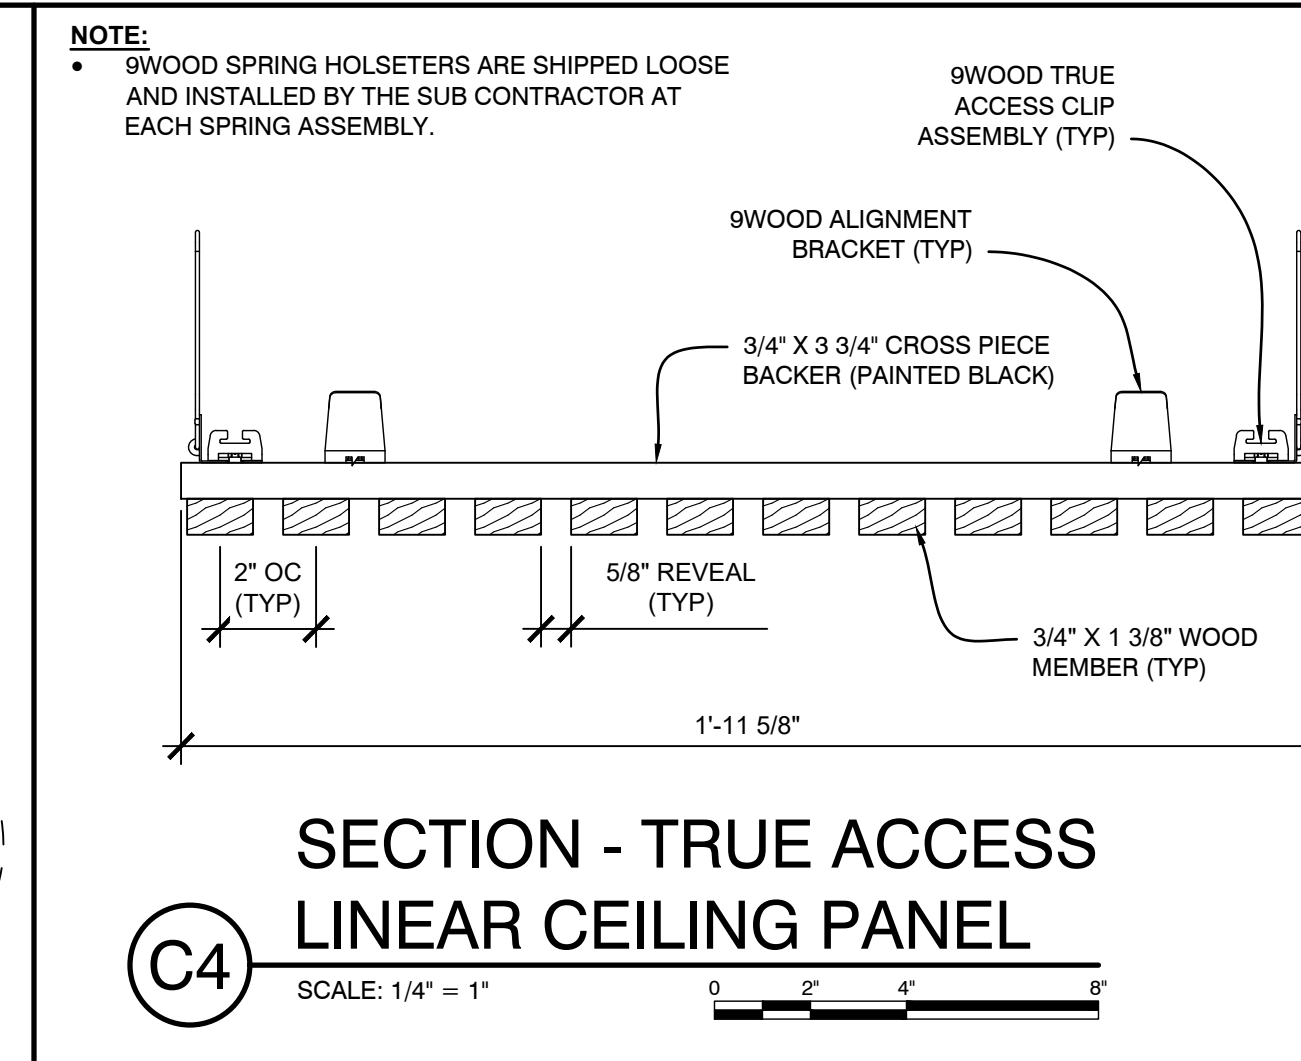 NOTE:
• 9WOOD SPRING HOLSETERS ARE SHIPPED LOOSE
AND INSTALLED BY THE SUB CONTRACTOR AT
EACH SPRING ASSEMBLY.
9WOOD TRUE
ACCESS CLIP
ASSEMBLY (TYP)
9WOOD ALIGNMENT
BRACKET (TYP)
3/4" X 3 3/4" CROSS PIECE
BACKER (PAINTED BLACK)
2" OC
(TYP)
5/8" REVEAL
(TYP)
3/4" X 1 3/8" WOOD
MEMBER (TYP)
1'-11 5/8"
SECTION - TRUE ACCESS
LINEAR CEILING PANEL
C4
SCALE: 1/4" = 1"
0 2" 4" 8"